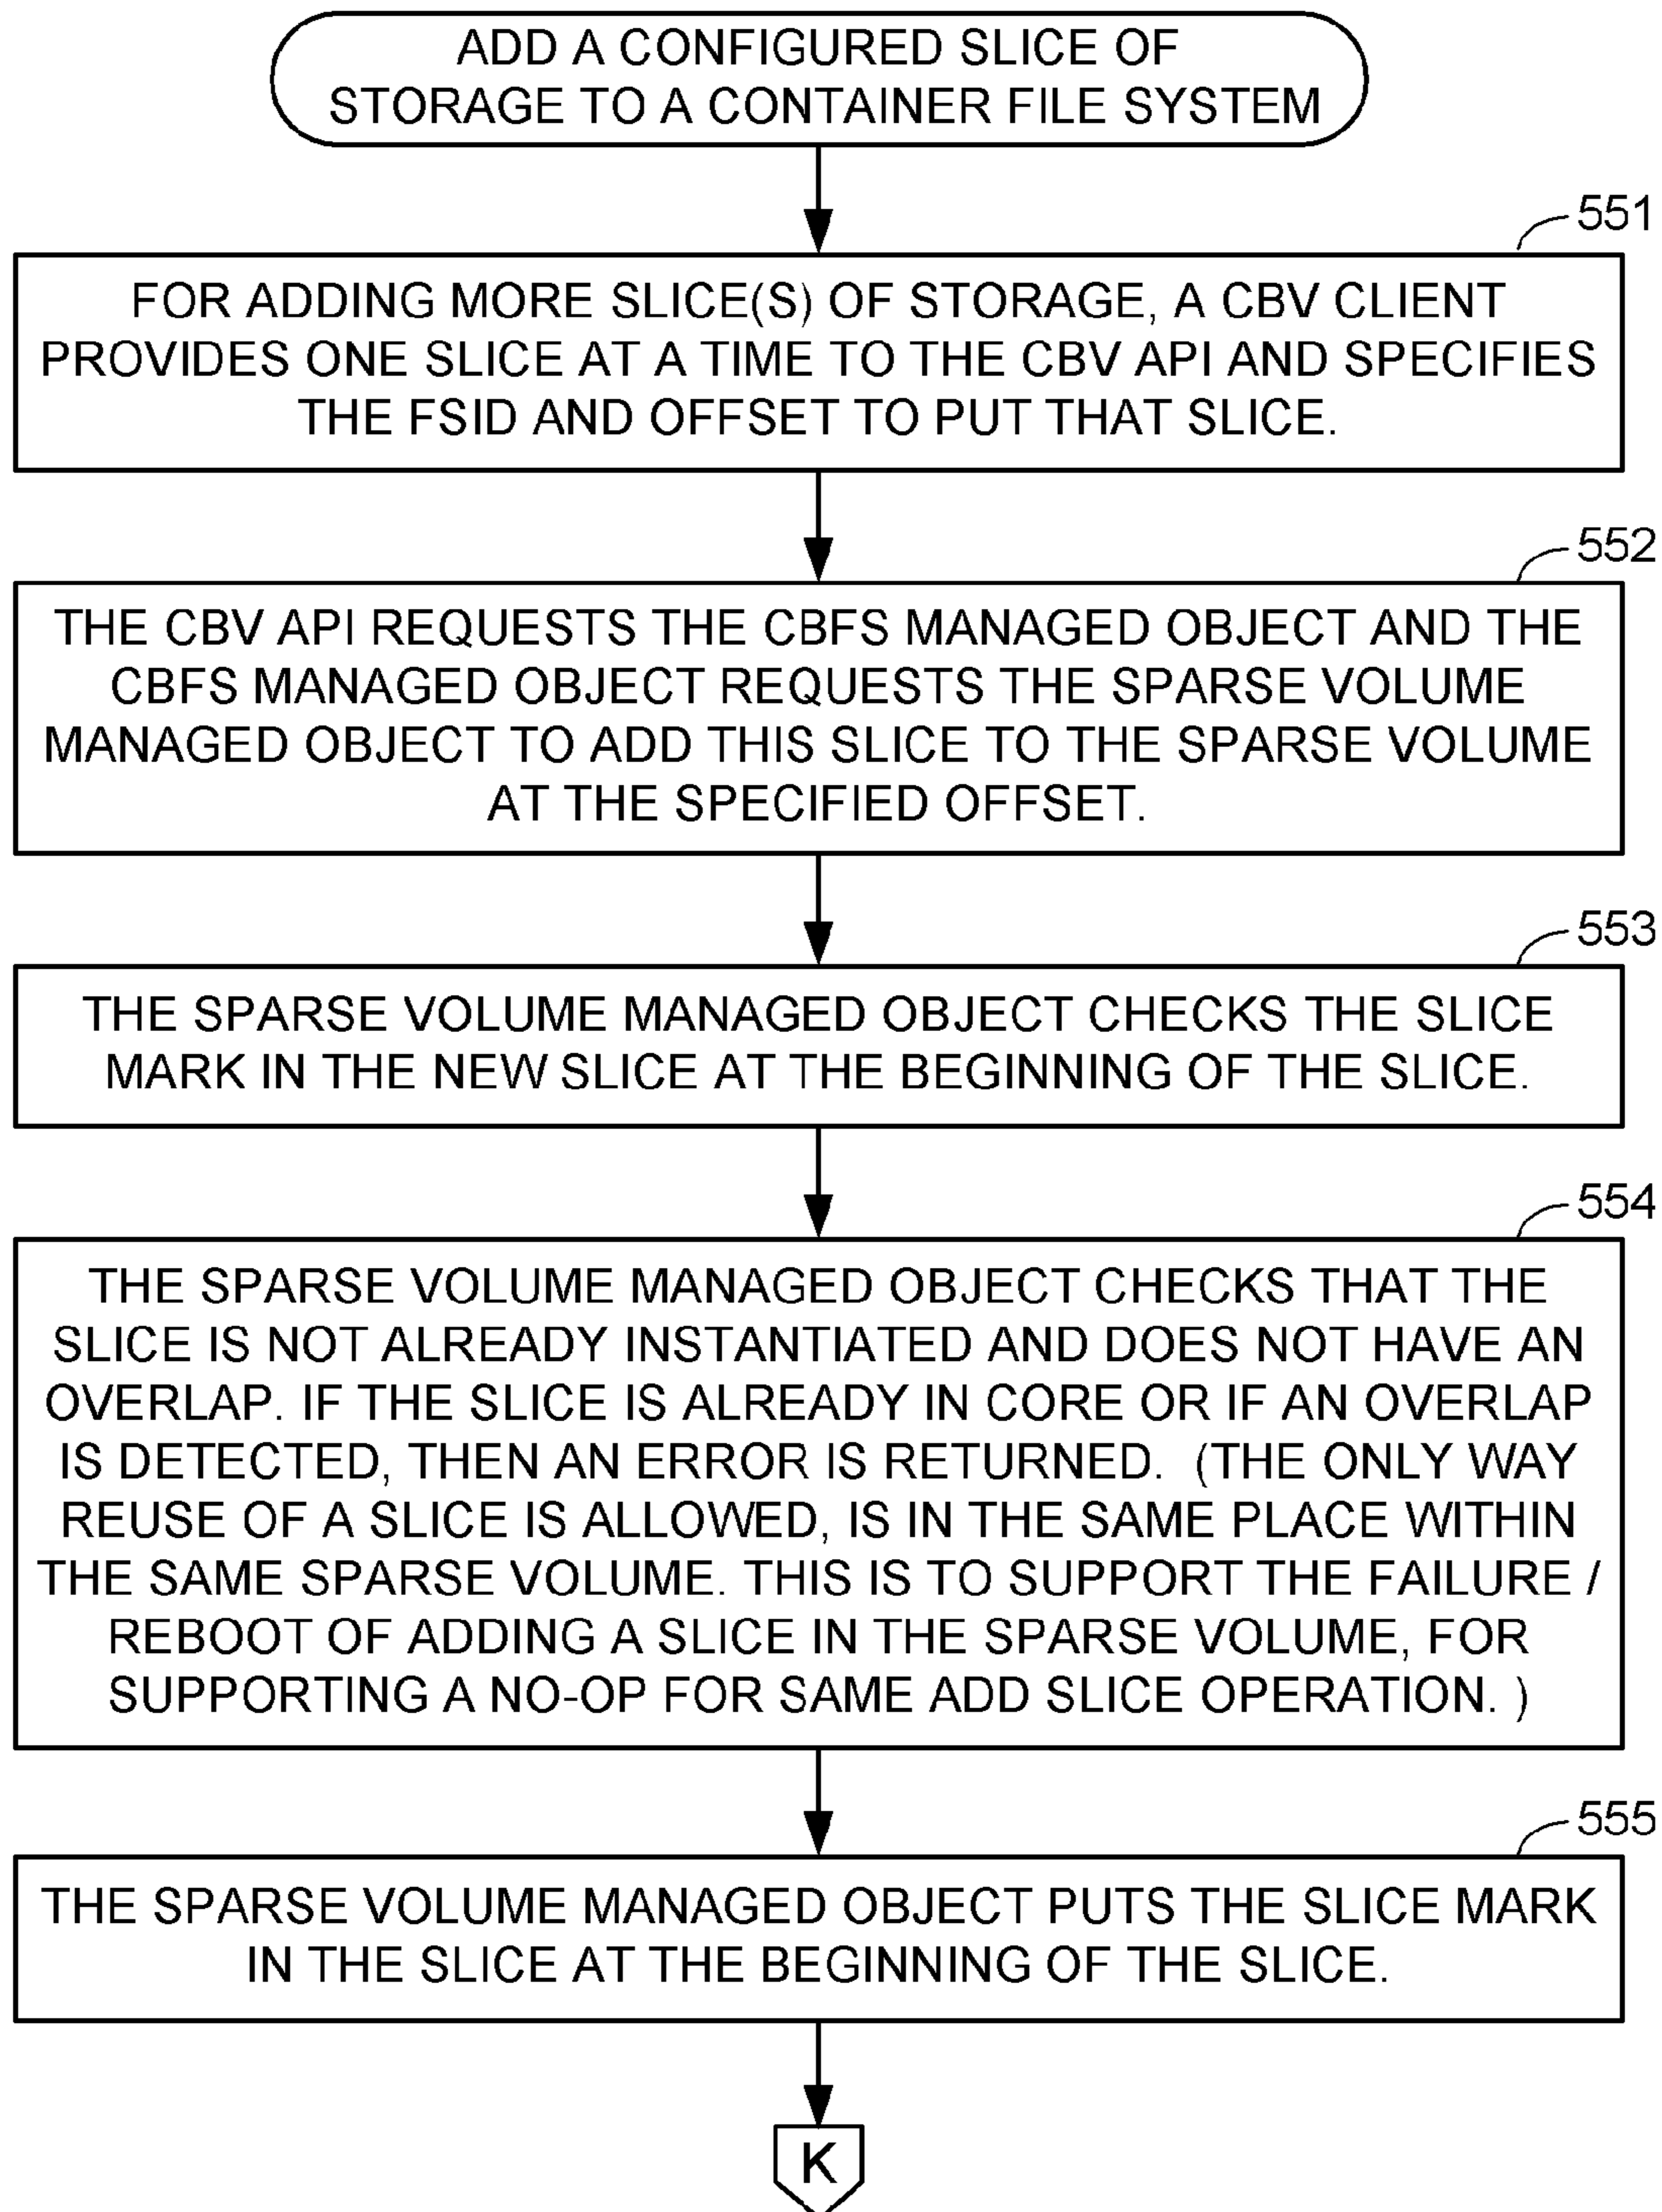 ADD A CONFIGURED SLICE OF
STORAGE TO A CONTAINER FILE SYSTEM
551
FOR ADDING MORE SLICE(S) OF STORAGE, A CBV CLIENT
PROVIDES ONE SLICE AT A TIME TO THE CBV API AND SPECIFIES
THE FSID AND OFFSET TO PUT THAT SLICE.
552
THE CBV API REQUESTS THE CBFS MANAGED OBJECT AND THE
CBFS MANAGED OBJECT REQUESTS THE SPARSE VOLUME
MANAGED OBJECT TO ADD THIS SLICE TO THE SPARSE VOLUME
AT THE SPECIFIED OFFSET.
553
THE SPARSE VOLUME MANAGED OBJECT CHECKS THE SLICE
MARK IN THE NEW SLICE AT THE BEGINNING OF THE SLICE.
554
THE SPARSE VOLUME MANAGED OBJECT CHECKS THAT THE
SLICE IS NOT ALREADY INSTANTIATED AND DOES NOT HAVE AN
OVERLAP. IF THE SLICE IS ALREADY IN CORE OR IF AN OVERLAP
IS DETECTED, THEN AN ERROR IS RETURNED. (THE ONLY WAY
REUSE OF A SLICE IS ALLOWED, IS IN THE SAME PLACE WITHIN
THE SAME SPARSE VOLUME. THIS IS TO SUPPORT THE FAILURE /
REBOOT OF ADDING A SLICE IN THE SPARSE VOLUME, FOR
SUPPORTING A NO-OP FOR SAME ADD SLICE OPERATION. )
555
THE SPARSE VOLUME MANAGED OBJECT PUTS THE SLICE MARK
IN THE SLICE AT THE BEGINNING OF THE SLICE.
K